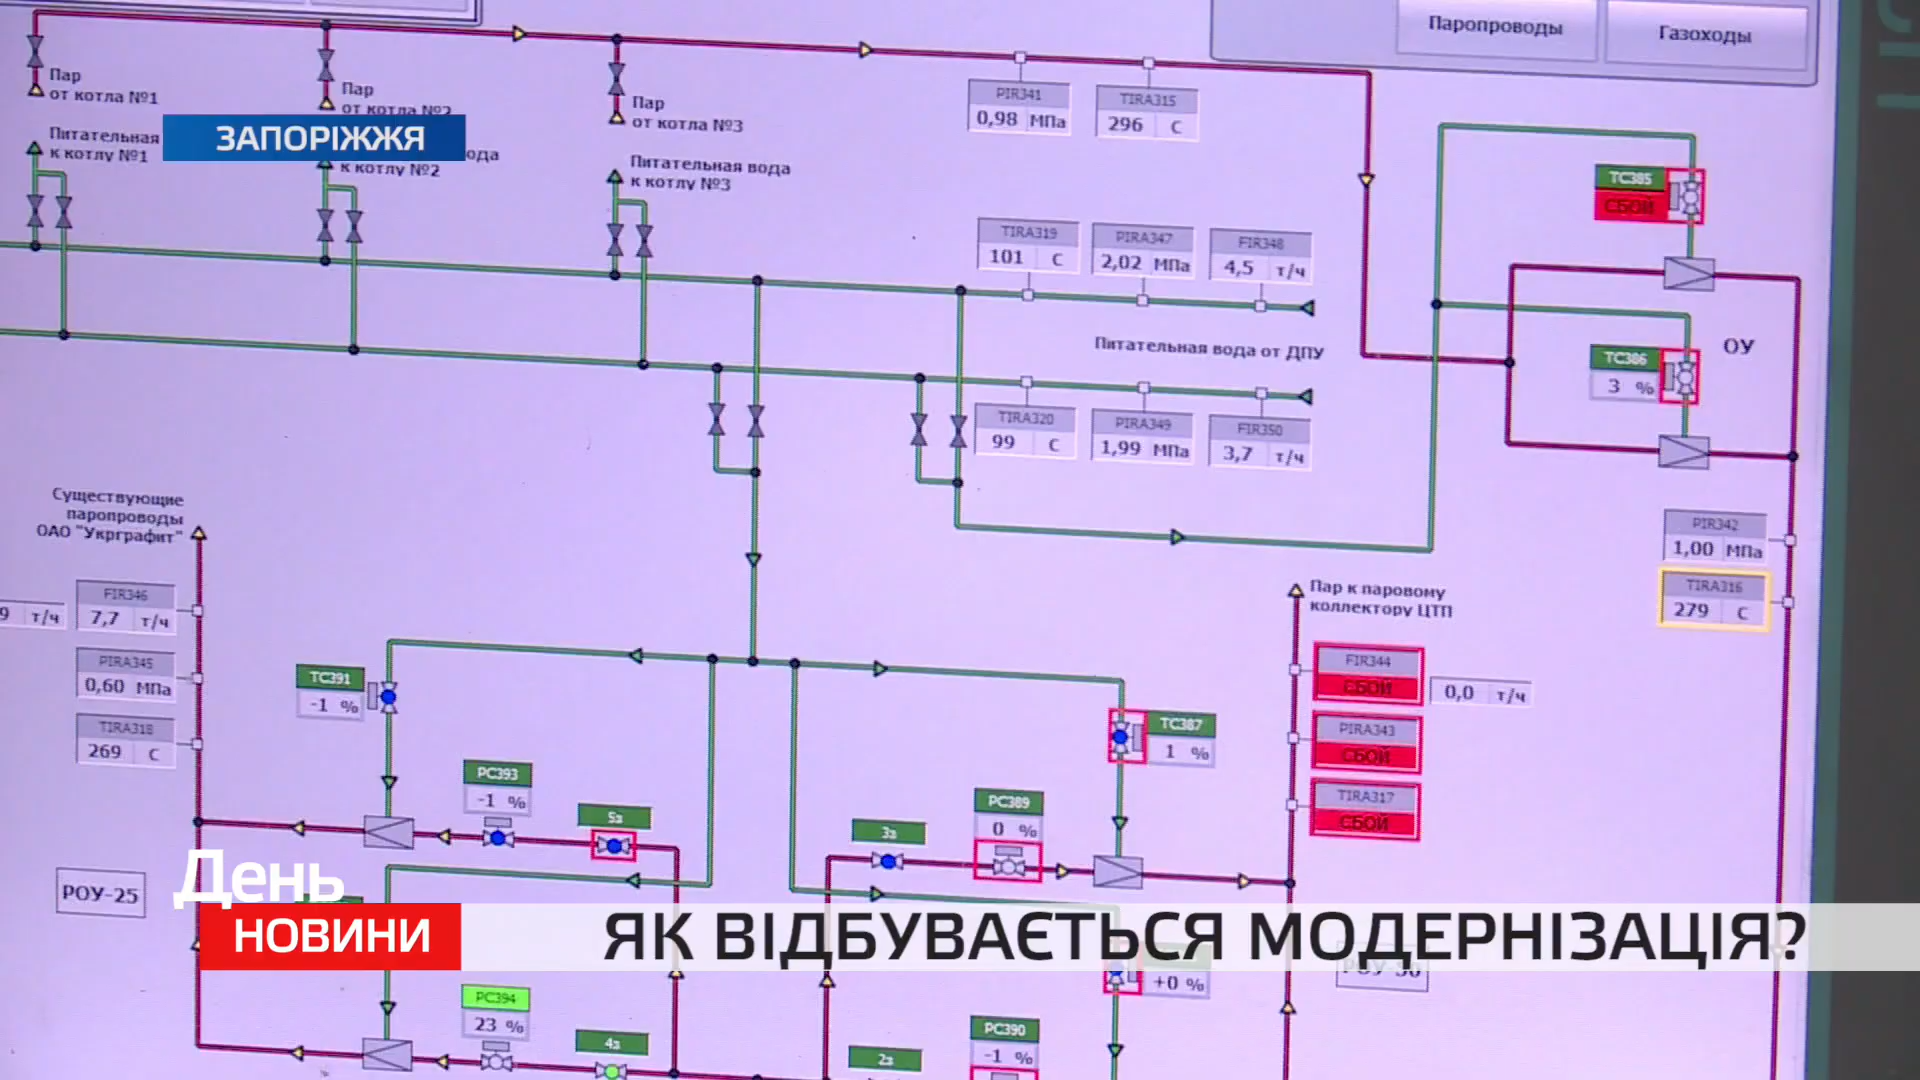 Паропроводы
Газоходы
Пар
от котла №1
Пар
от котла №2
Пар
от котла №3
PIR341
0,98 МПа
TIRA315
296 С
Питательная
к котлу №1
ЗАПОРІЖЖЯ
ода
к котлу №2
Питательная вода
к котлу №3
TC385
СБОЙ
TIRA319
101 С
PIRA347
2,02 МПа
FIR348
4,5 т/ч
Питательная вода от ДПУ
ОУ
TC386
3 %
TIRA320
99 С
PIRA349
1,99 МПа
FIR350
3,7 т/ч
Существующие
паропроводы
ОАО "Укрграфит"
PIR342
1,00 МПа
TIRA316
279 С
9 т/ч
FIR346
7,7 т/ч
Пар к паровому
коллектору ЦТП
PIRA345
0,60 МПа
TIRA318
269 С
TC391
-1 %
FIR344
СБОЙ
0,0 т/ч
PIRA343
СБОЙ
TIRA317
СБОЙ
TC387
1 %
PC393
-1 %
5з
3з
PC389
0 %
РОУ-25
День
НОВИНИ
ЯК ВІДБУВАЄТЬСЯ МОДЕРНІЗАЦІЯ?
+0 %
PC394
23 %
4з
2з
PC390
-1 %